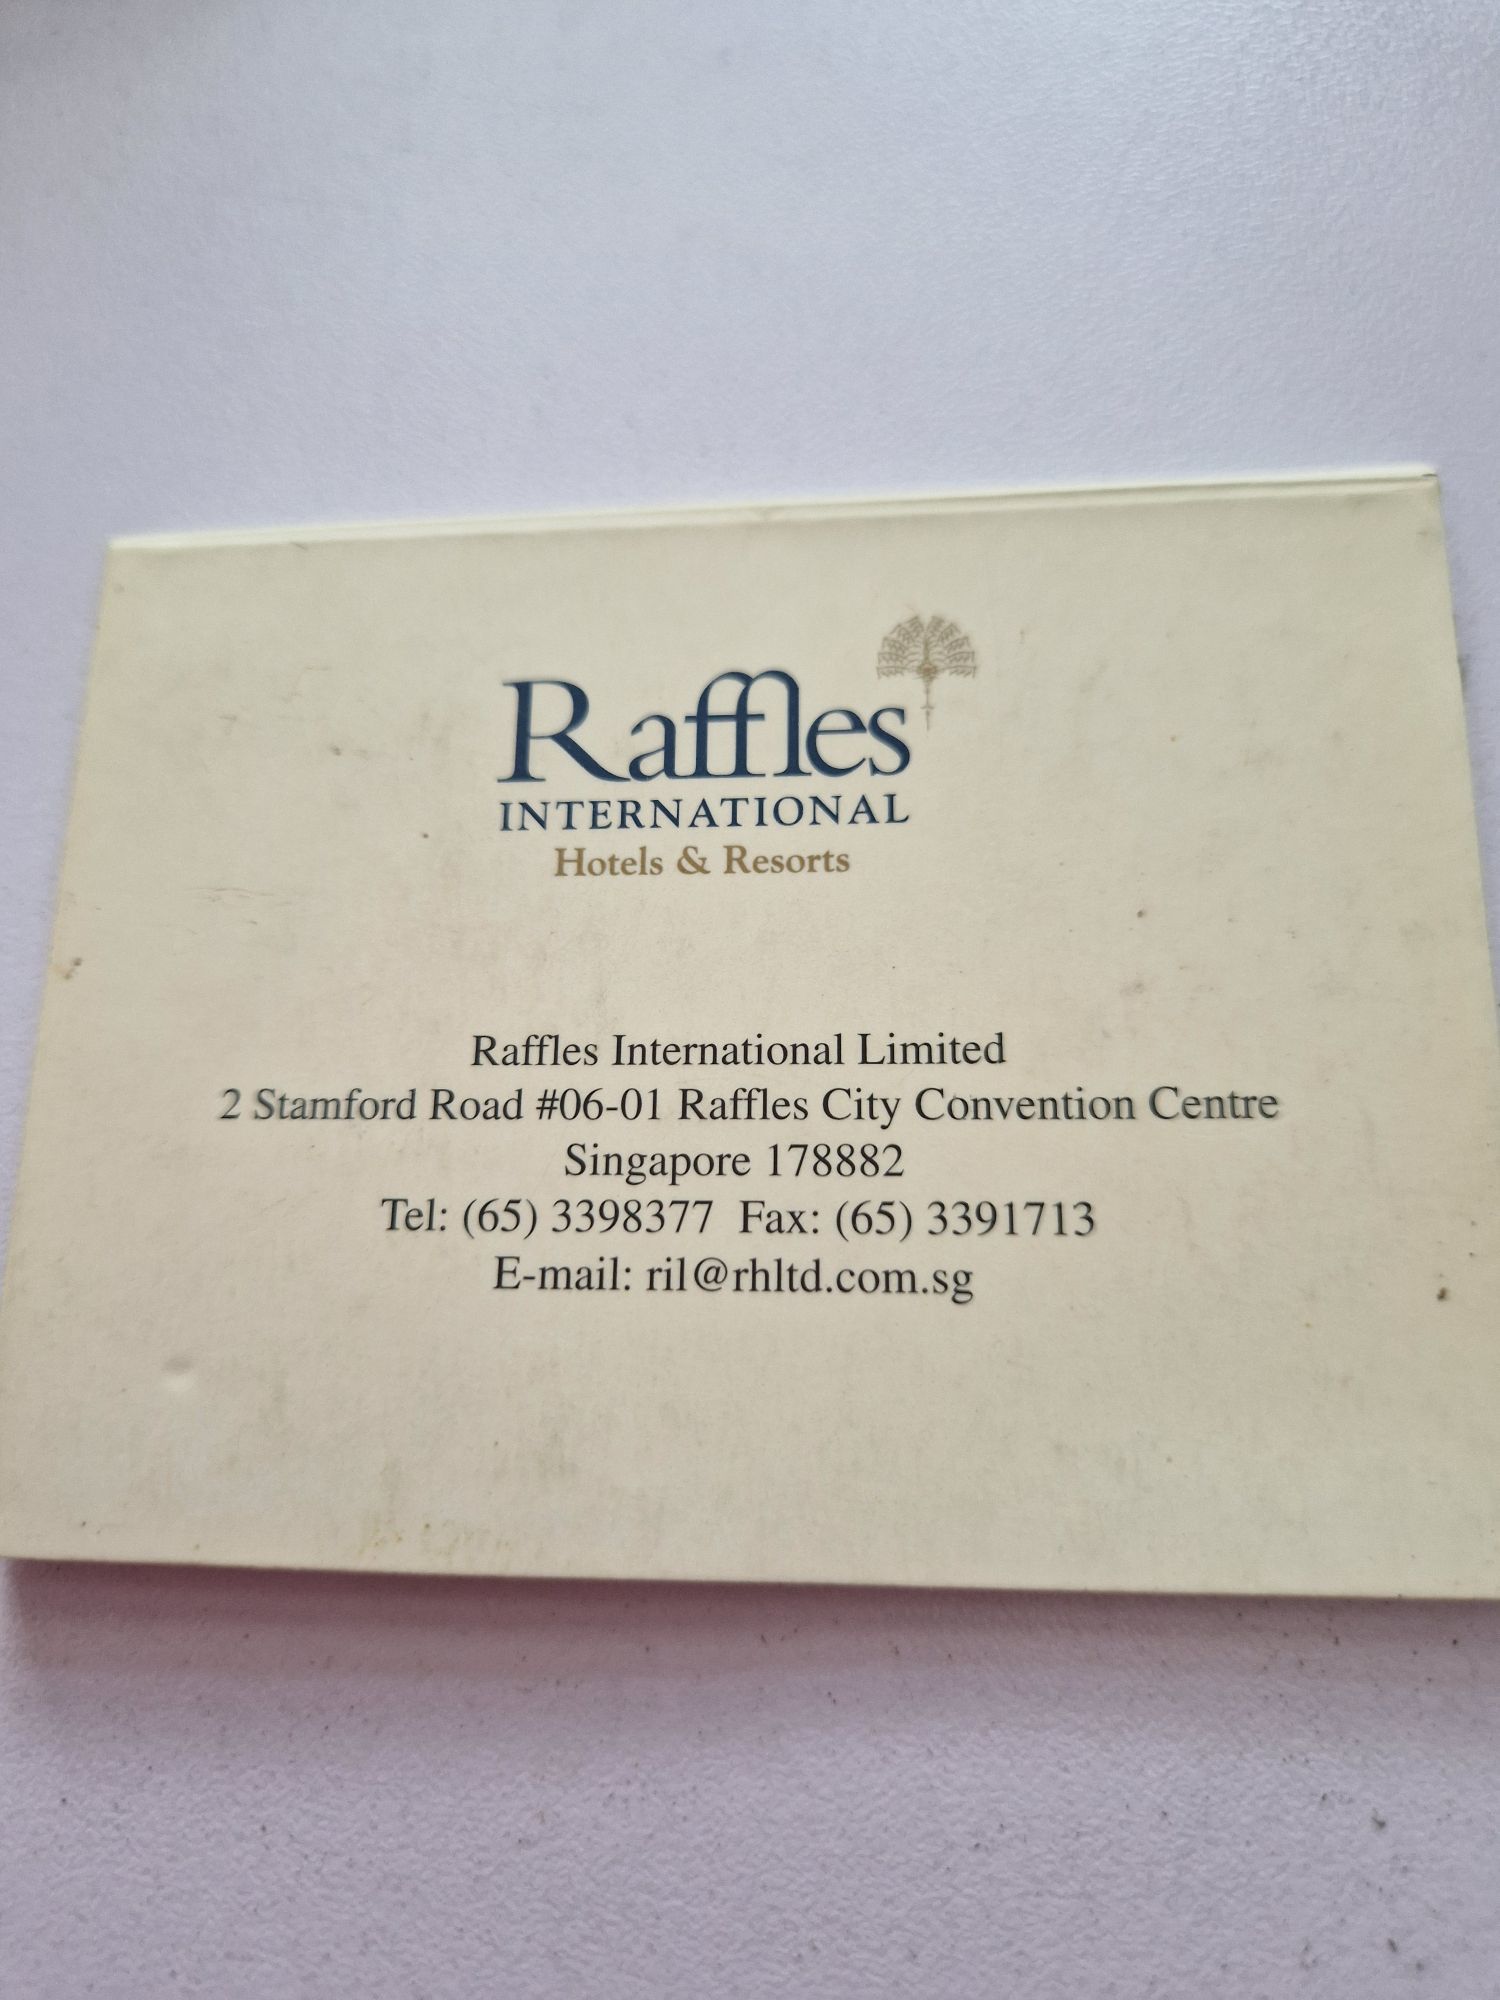 Raffles
INTERNATIONAL
Hotels & Resorts
Raffles International Limited
2 Stamford Road #06-01 Raffles City Convention Centre
Singapore 178882
Tel: (65) 3398377 Fax: (65) 3391713
E-mail: ril@rhltd.com.sg